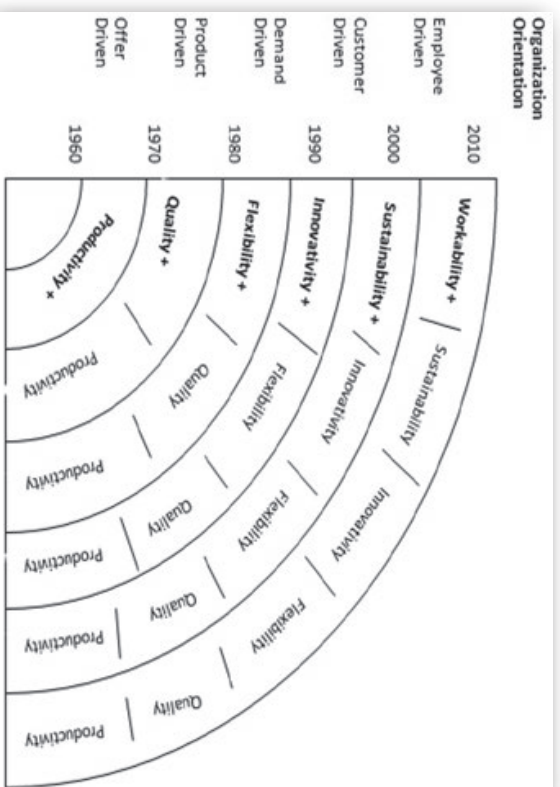 Organization
Orientation
2010
Workability +
Sustainability
Innovativity
Flexibility
Quality
Productivity
Employee
Driven
2000
Sustainability +
Innovativity
Flexibility
Quality
Productivity
Customer
Driven
1990
Innovativity +
Flexibility
Quality
Productivity
Demand
Driven
1980
Flexibility +
Quality
Productivity
Product
Driven
1970
Quality +
Productivity
Offer
Driven
1960
Productivity +